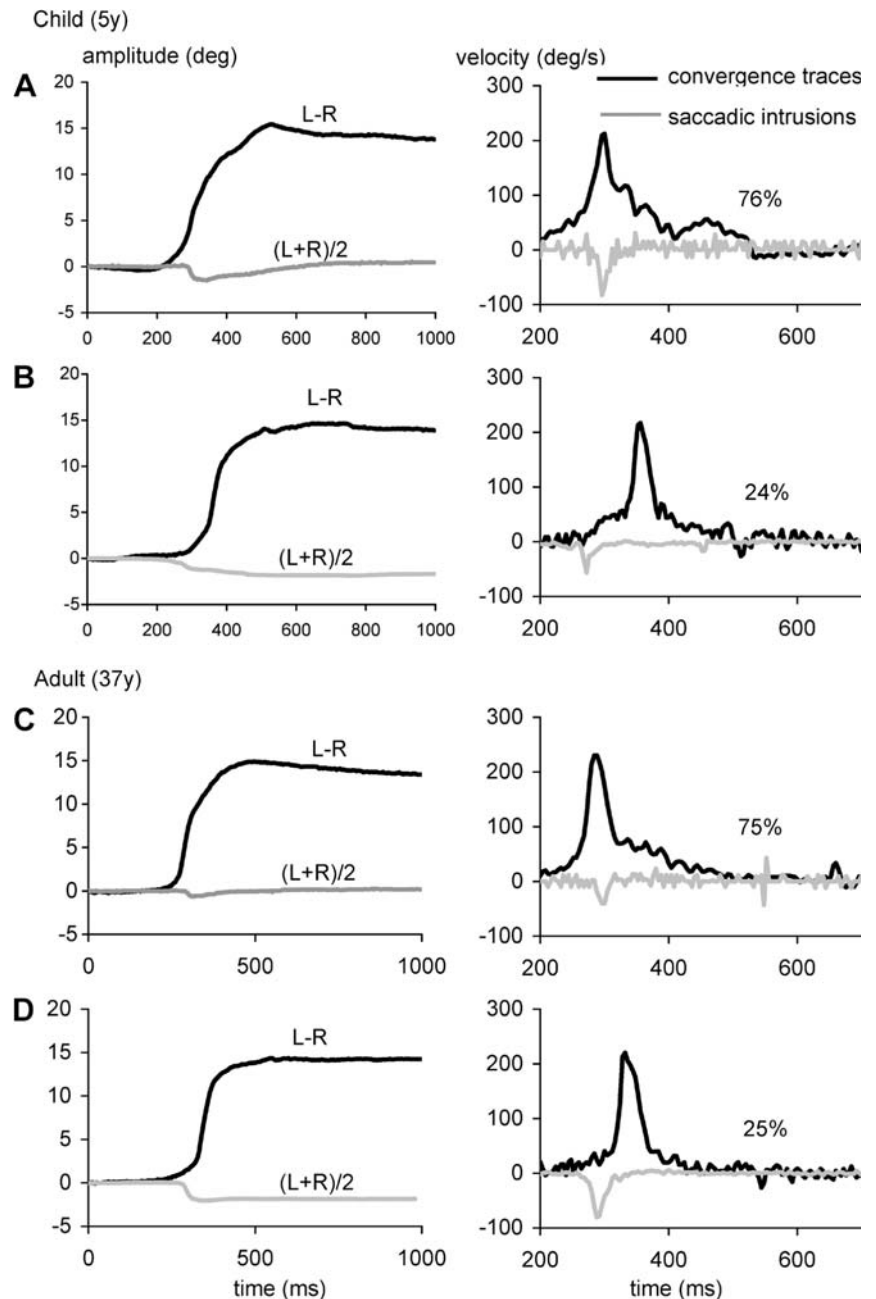 Child (5y)
amplitude (deg)
velocity (deg/s)
A
20
15
10
5
0
-5
L-R
(L+R)/2
0 200 400 600 800 1000
300
200
100
0
-100
convergence traces
saccadic intrusions
76%
200 400 600
B
20
15
10
5
0
-5
L-R
(L+R)/2
0 200 400 600 800 1000
300
200
100
0
-100
24%
200 400 600
Adult (37y)
C
20
15
10
5
0
-5
L-R
(L+R)/2
0 500 1000
300
200
100
0
-100
75%
200 400 600
D
20
15
10
5
0
-5
L-R
(L+R)/2
0 500 1000
time (ms)
300
200
100
0
-100
25%
200 400 600
time (ms)